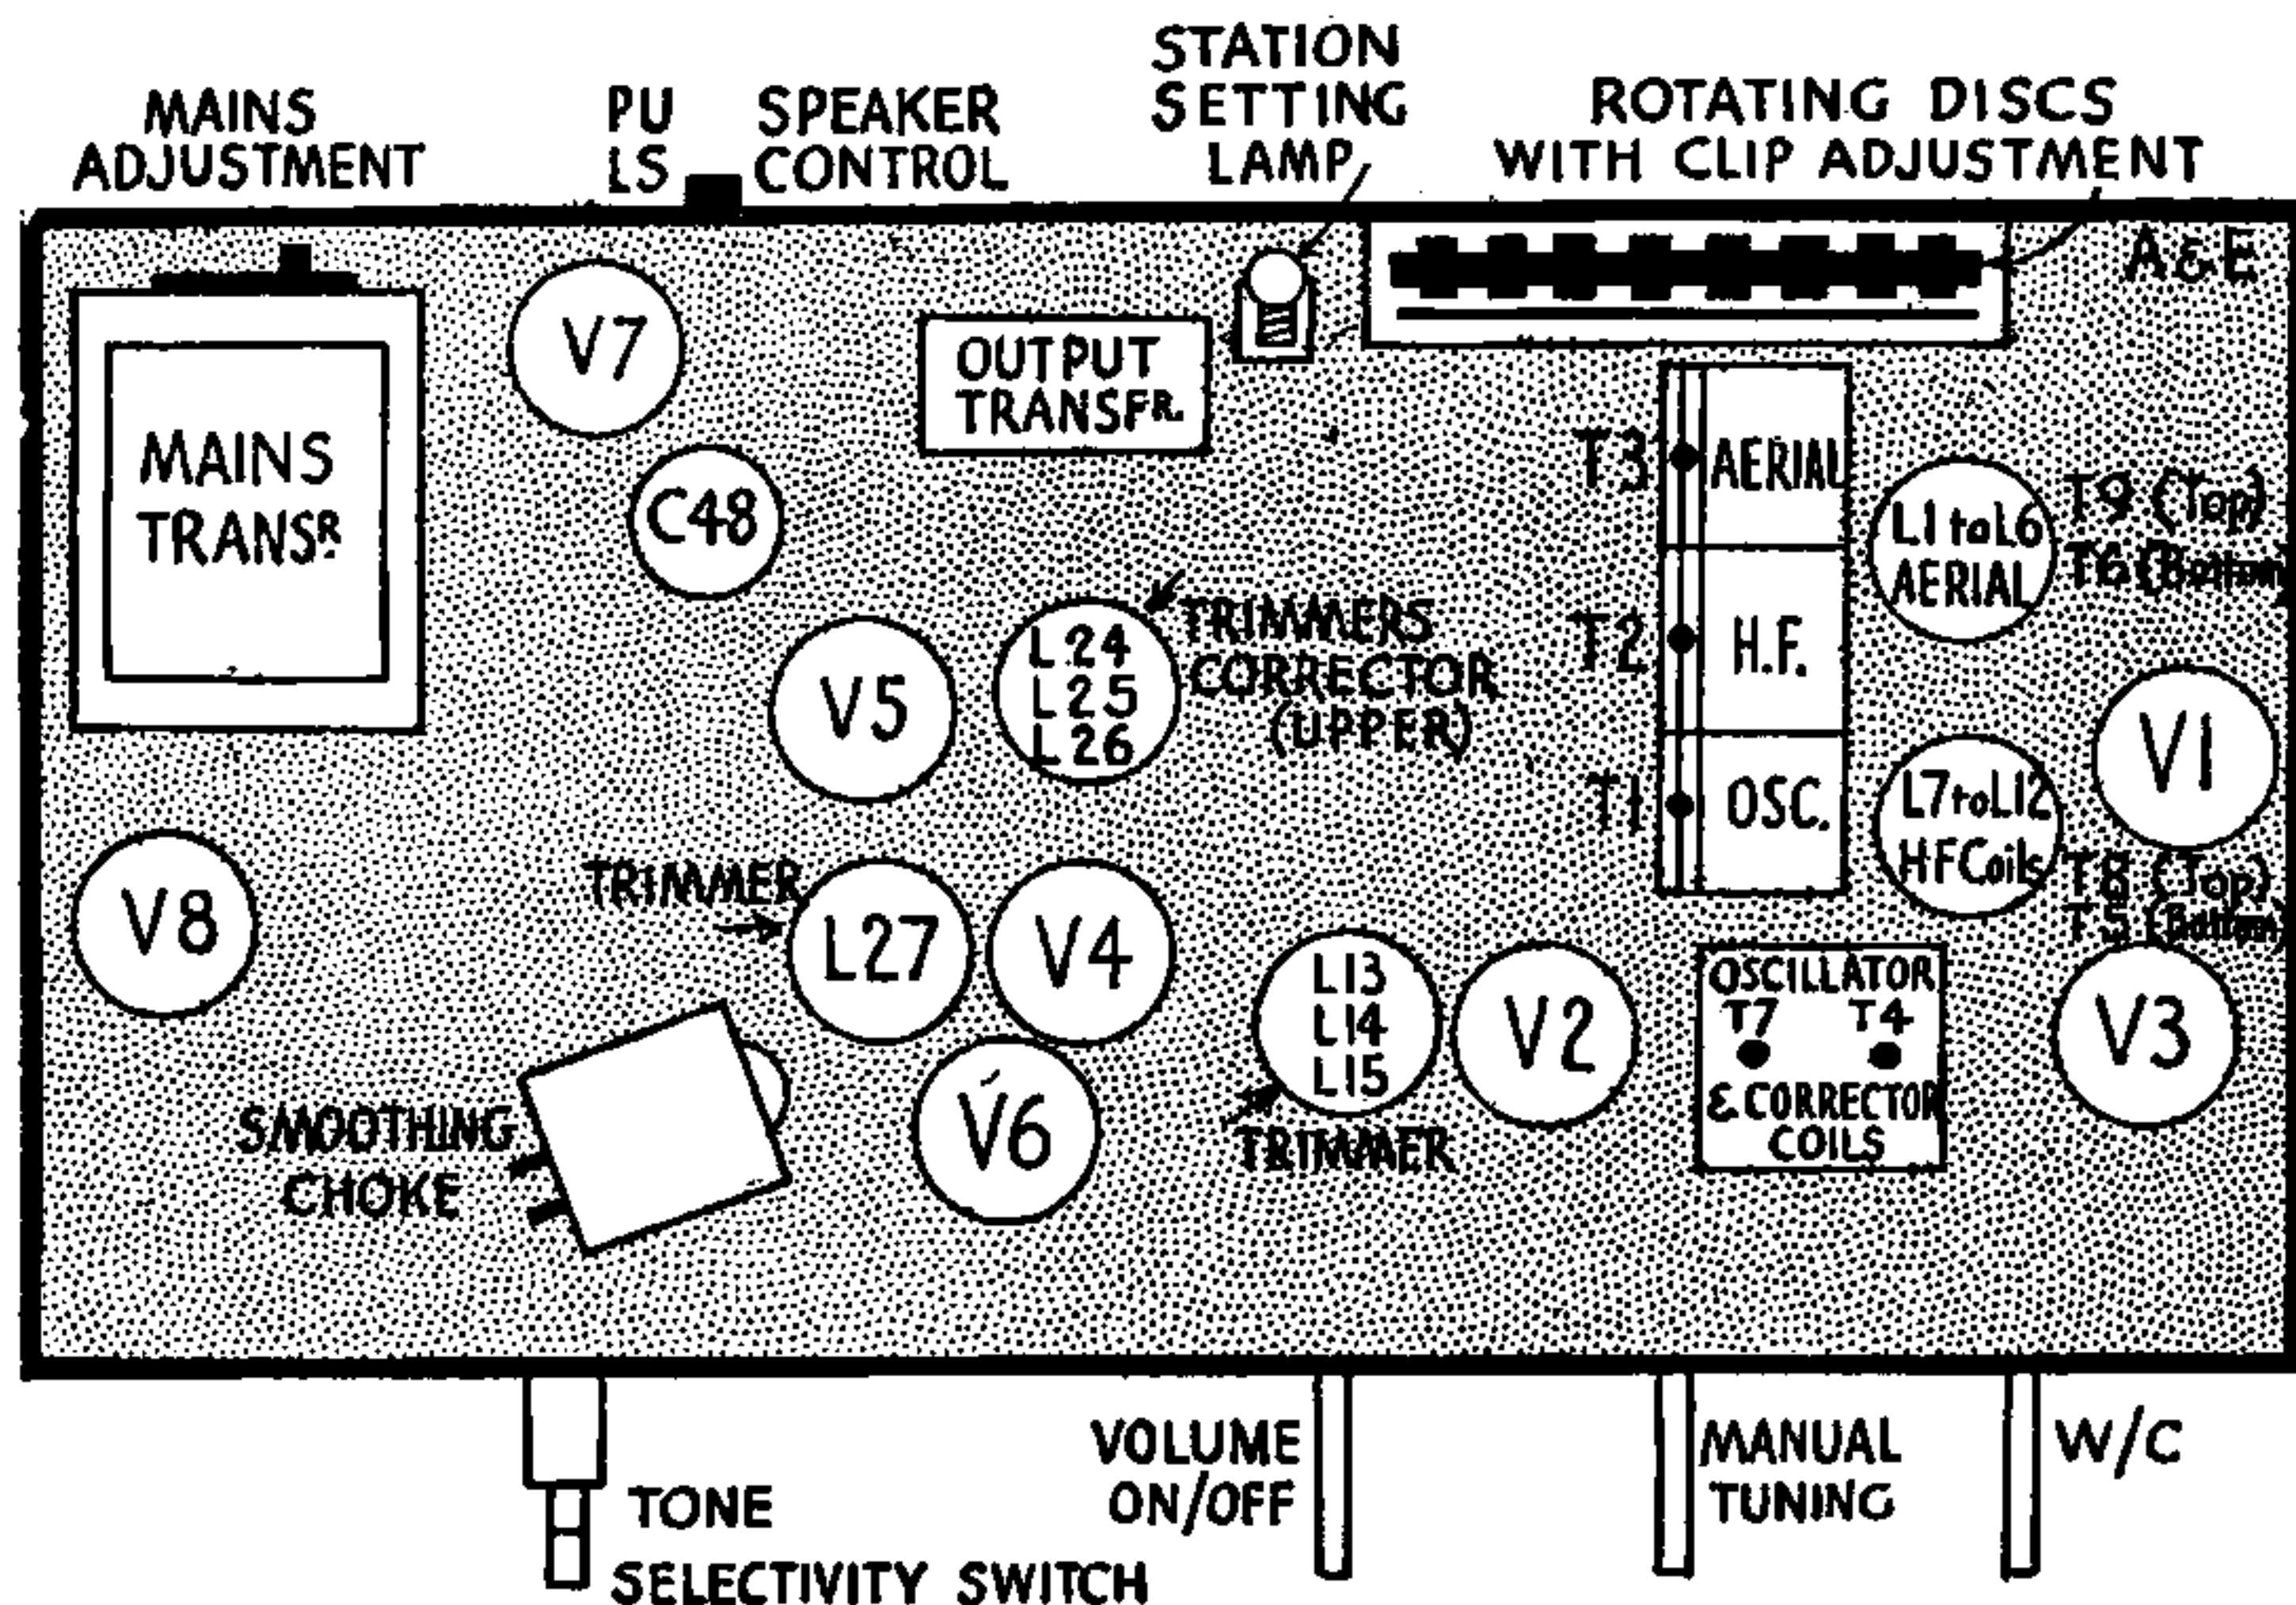 STATION
SETTING
LAMP
MAINS
ADJUSTMENT
PU
LS
SPEAKER
CONTROL
ROTATING DISCS
WITH CLIP ADJUSTMENT
A & E
V7
OUTPUT
TRANSFR.
MAINS
TRANSR.
C48
T3
AERIAL
L1 to L6
AERIAL
T9 (Top)
T6 (Bottom)
TRIMMERS
CORRECTOR
(UPPER)
L24
L25
L26
V5
T2
H.F.
V1
T1
OSC.
L7 to L12
HF Coils
T8 (Top)
T5 (Bottom)
V8
TRIMMER
L27
V4
L13
L14
L15
TRIMMER
V2
OSCILLATOR
T7 T4
& CORRECTOR
COILS
V3
V6
SMOOTHING
CHOKE
TONE
SELECTIVITY SWITCH
VOLUME
ON/OFF
MANUAL
TUNING
W/C